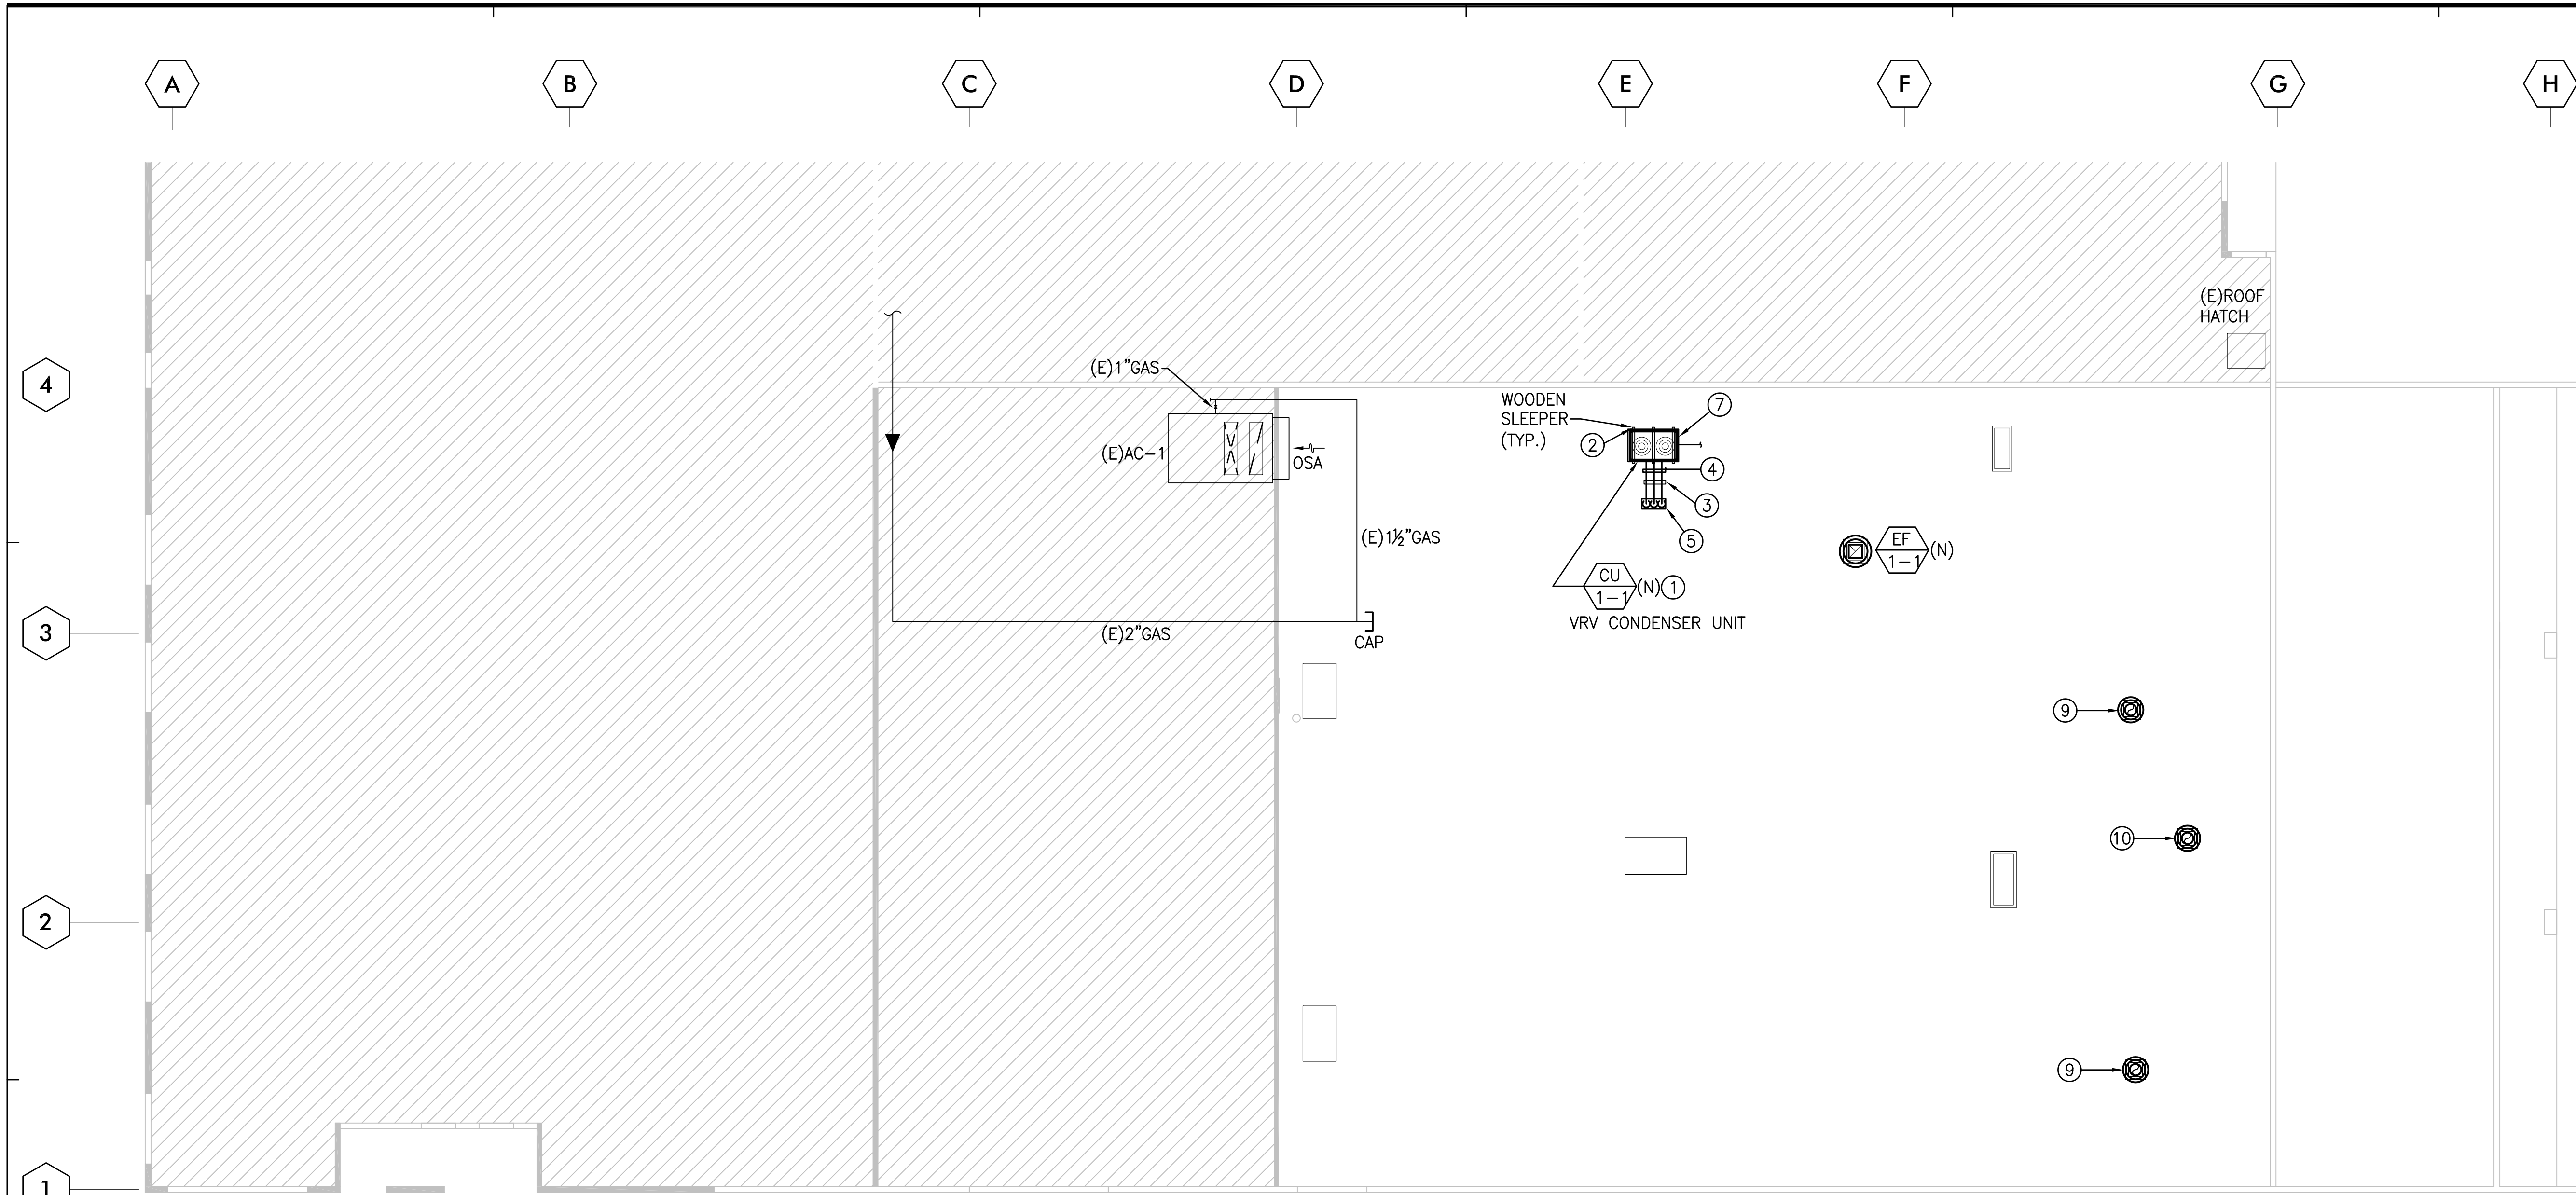 A
B
C
D
E
F
G
H
(E)ROOF
HATCH
4
(E)1"GAS
WOODEN
SLEEPER
(TYP.)
7
2
(E)AC-1
OSA
4
3
5
(E)1½"GAS
EF
1-1
(N)
CU
1-1
(N)
1
VRV CONDENSER UNIT
3
(E)2"GAS
CAP
9
10
2
9
1